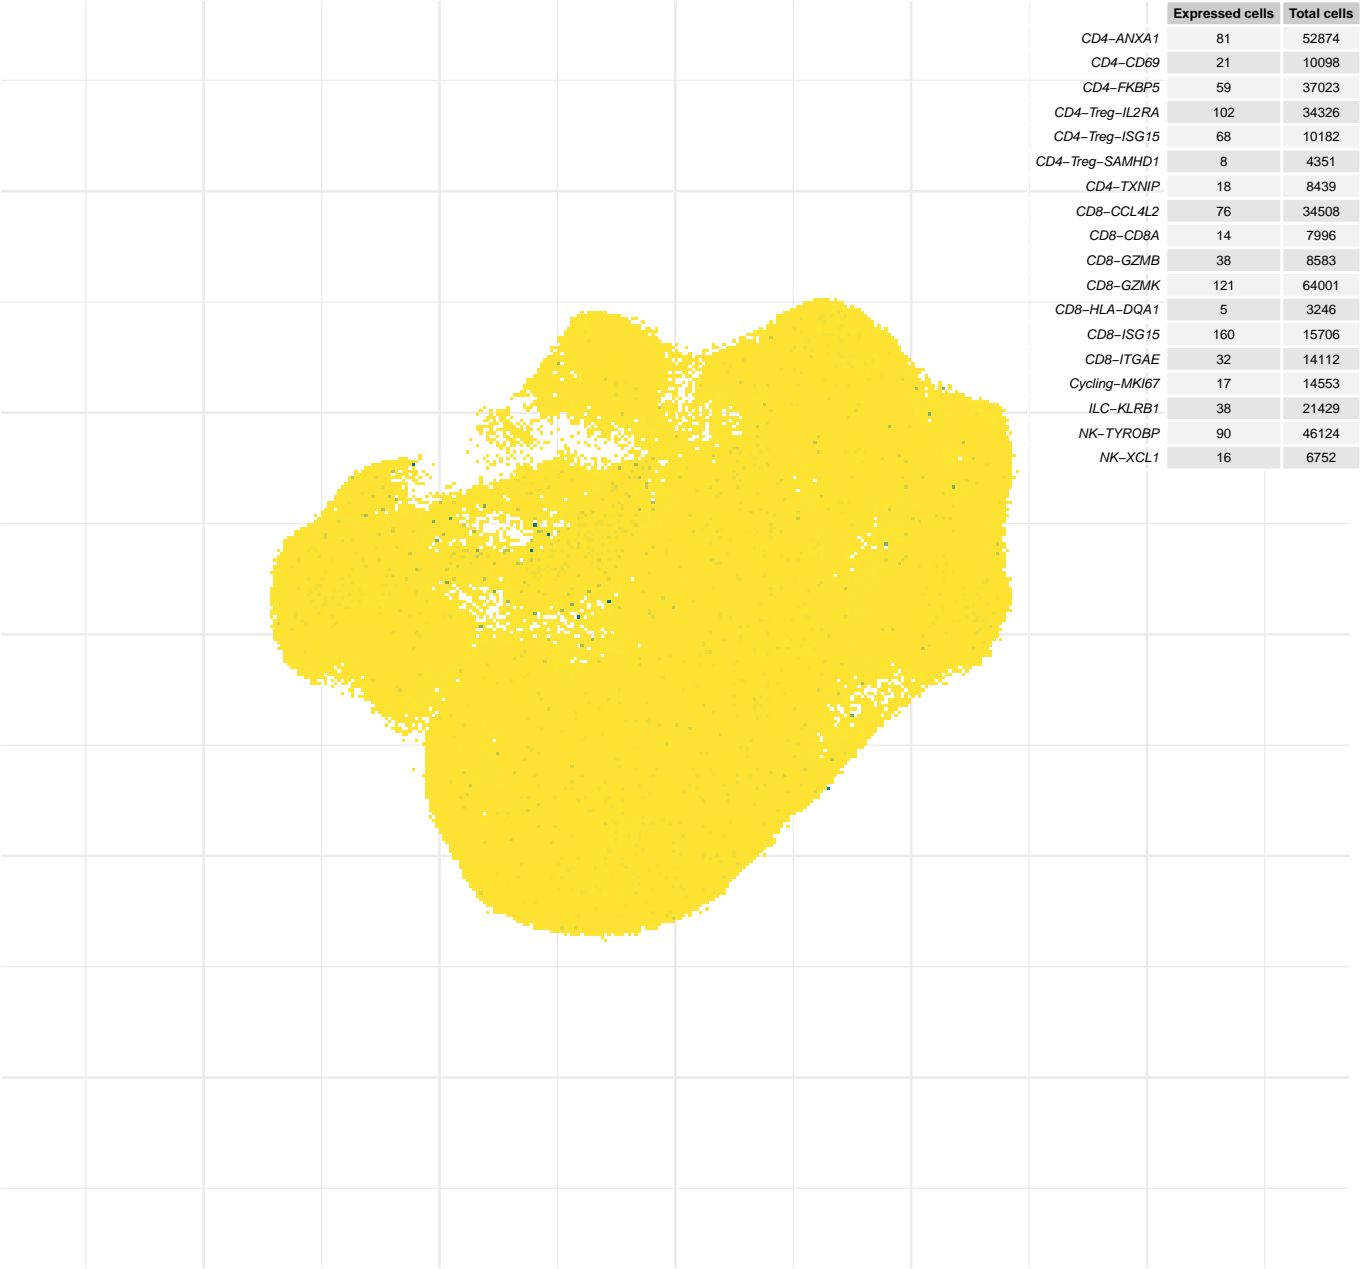 Expressed cells Total cells
CD4−ANXA1 81 52874
CD4−CD69 21 10098
CD4−FKBP5 59 37023
CD4−Treg−IL2RA 102 34326
CD4−Treg−ISG15 68 10182
CD4−Treg−SAMHD1 8 4351
CD4−TXNIP 18 8439
CD8−CCL4L2 76 34508
CD8−CD8A 14 7996
CD8−GZMB 38 8583
CD8−GZMK 121 64001
CD8−HLA−DQA1 5 3246
CD8−ISG15 160 15706
CD8−ITGAE 32 14112
Cycling−MKI67 17 14553
ILC−KLRB1 38 21429
NK−TYROBP 90 46124
NK−XCL1 16 6752